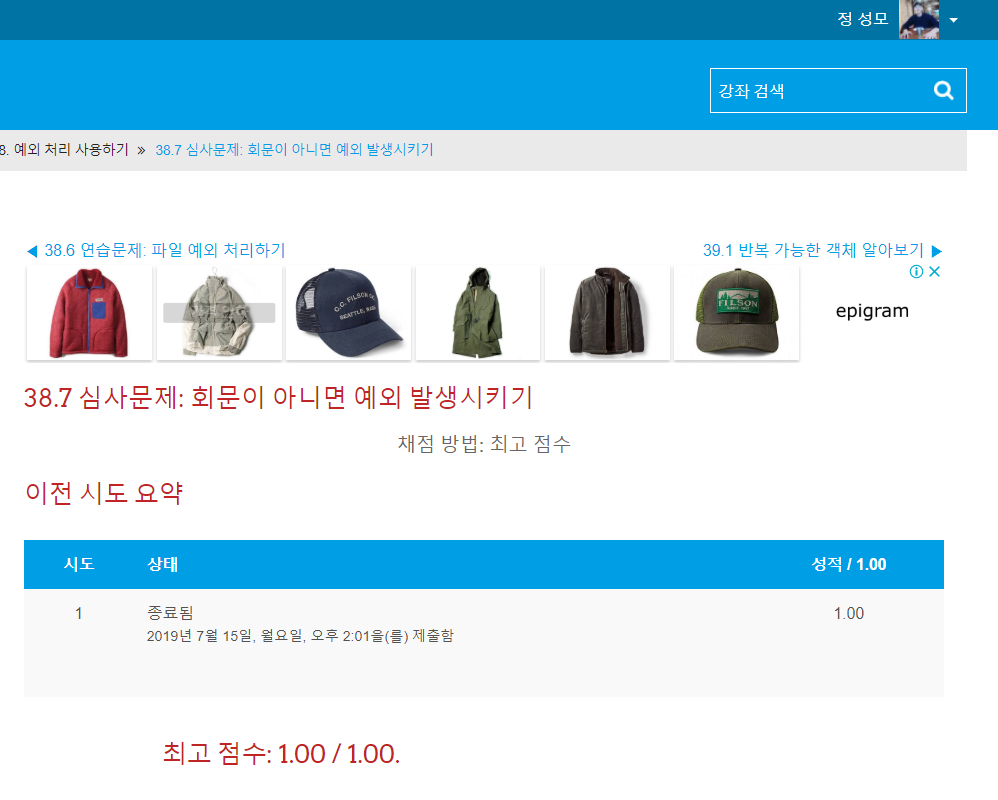 정 성모
강좌 검색
8. 예외 처리 사용하기 » 38.7 심사문제: 회문이 아니면 예외 발생시키기
◀ 38.6 연습문제: 파일 예외 처리하기
39.1 반복 가능한 객체 알아보기 ▶
C.C. FILSON CO.
SEATTLE, WASH.
FILSON
epigram
38.7 심사문제: 회문이 아니면 예외 발생시키기
채점 방법: 최고 점수
이전 시도 요약
시도 상태 성적 / 1.00
1 종료됨 1.00
2019년 7월 15일, 월요일, 오후 2:01을(를) 제출함
최고 점수: 1.00 / 1.00.